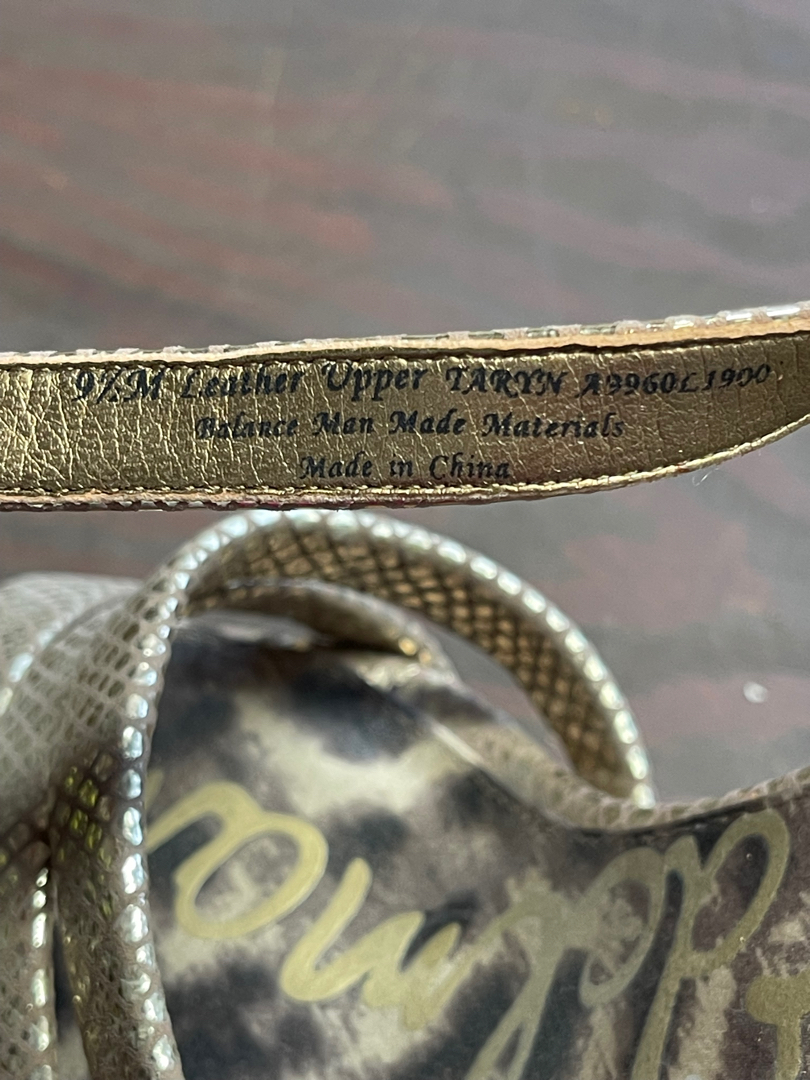 9½M Leather Upper TARYN A9960L1900
Balance Man Made Materials
Made in China